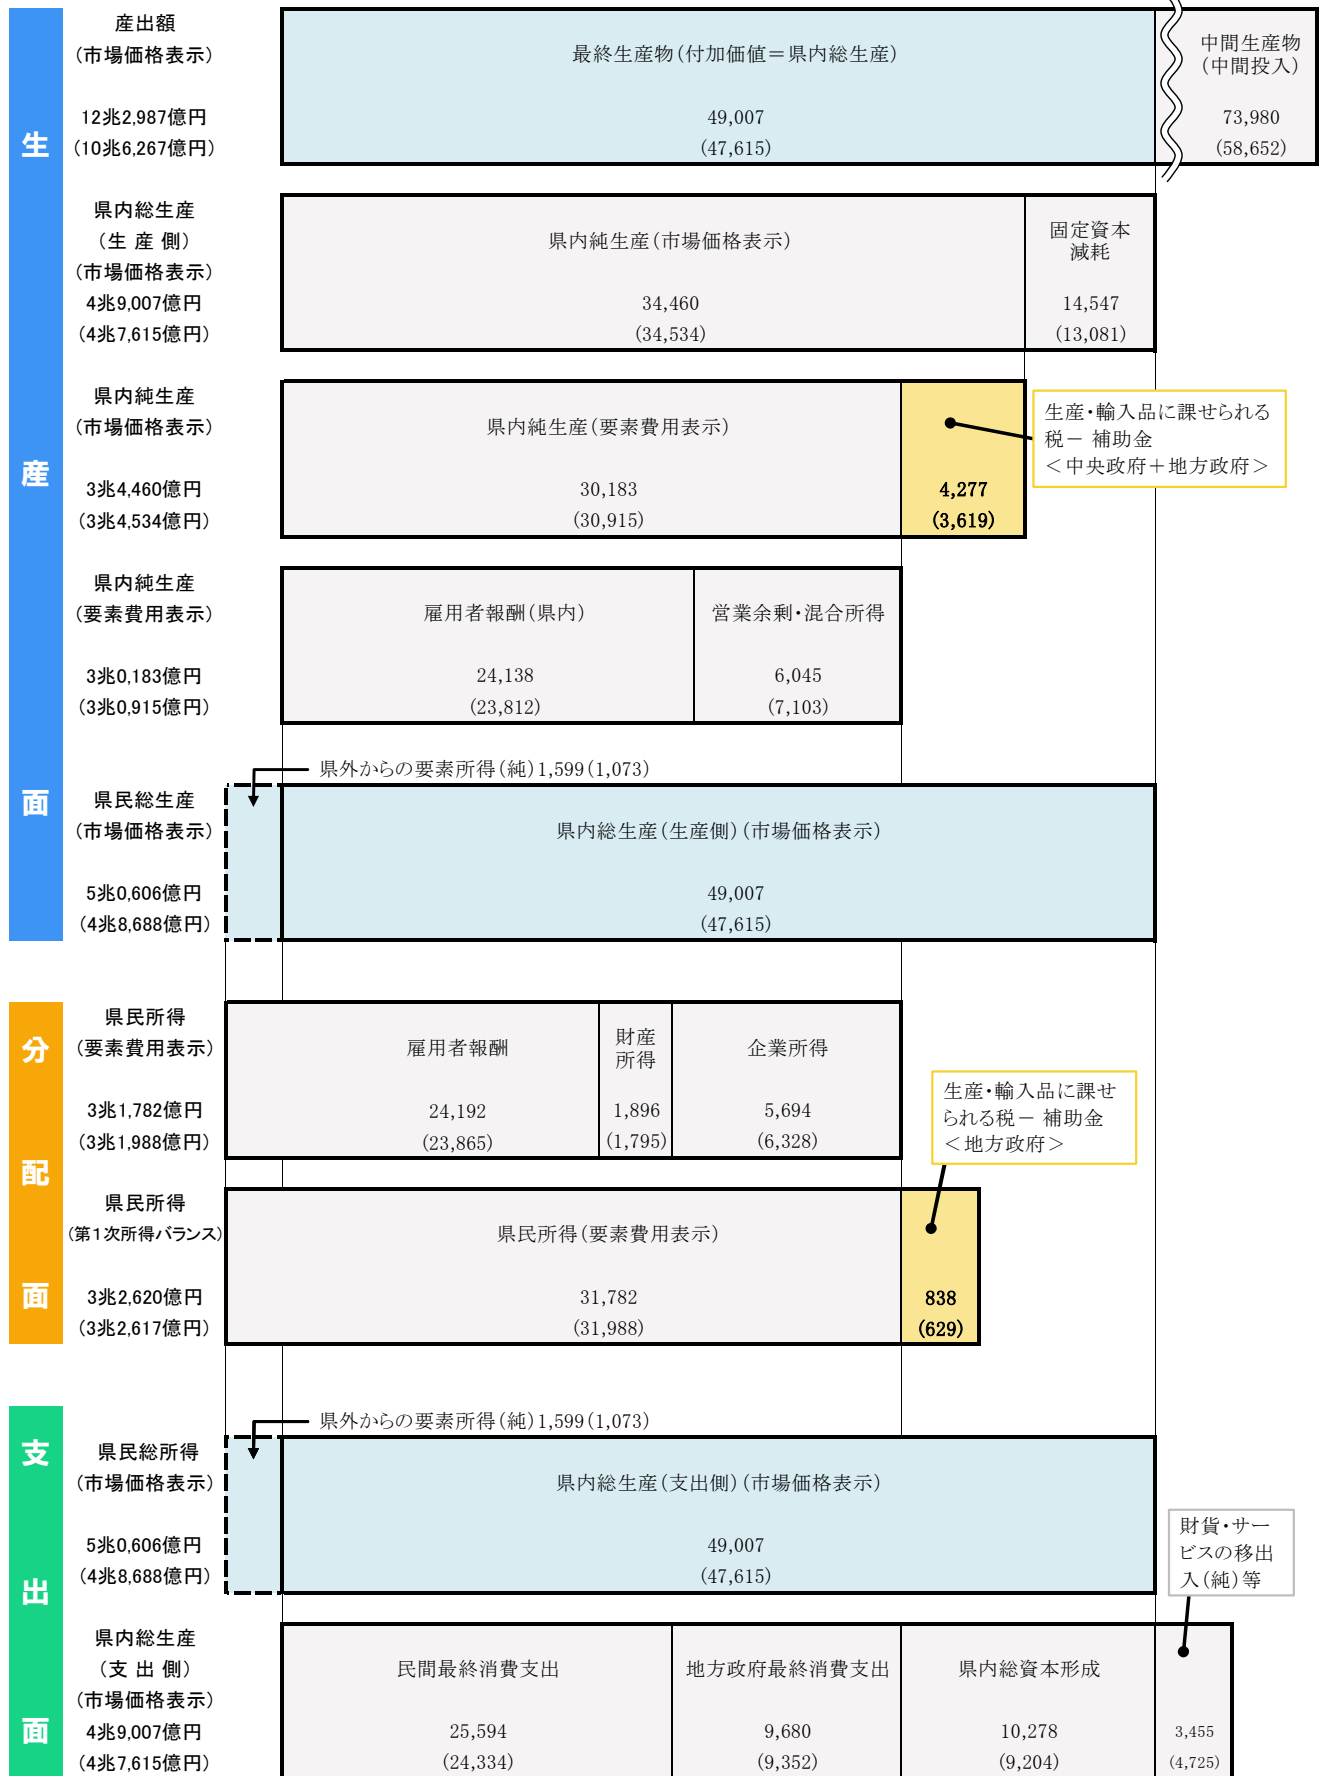 生産面
産出額
(市場価格表示)
12兆2,987億円
(10兆6,267億円)
最終生産物(付加価値＝県内総生産)
49,007
(47,615)
中間生産物
(中間投入)
73,980
(58,652)
県内総生産
(生 産 側)
(市場価格表示)
4兆9,007億円
(4兆7,615億円)
県内純生産(市場価格表示)
34,460
(34,534)
固定資本
減耗
14,547
(13,081)
県内純生産
(市場価格表示)
3兆4,460億円
(3兆4,534億円)
県内純生産(要素費用表示)
30,183
(30,915)
4,277
(3,619)
生産・輸入品に課せられる
税－ 補助金
＜中央政府＋地方政府＞
県内純生産
(要素費用表示)
3兆0,183億円
(3兆0,915億円)
雇用者報酬(県内)
24,138
(23,812)
営業余剰・混合所得
6,045
(7,103)
県外からの要素所得(純)1,599(1,073)
県民総生産
(市場価格表示)
5兆0,606億円
(4兆8,688億円)
県内総生産(生産側)(市場価格表示)
49,007
(47,615)
分配面
県民所得
(要素費用表示)
3兆1,782億円
(3兆1,988億円)
雇用者報酬
24,192
(23,865)
財産
所得
1,896
(1,795)
企業所得
5,694
(6,328)
生産・輸入品に課せ
られる税－ 補助金
＜地方政府＞
県民所得
(第1次所得バランス)
3兆2,620億円
(3兆2,617億円)
県民所得(要素費用表示)
31,782
(31,988)
838
(629)
支出面
県外からの要素所得(純)1,599(1,073)
県民総所得
(市場価格表示)
5兆0,606億円
(4兆8,688億円)
県内総生産(支出側)(市場価格表示)
49,007
(47,615)
財貨・サー
ビスの移出
入(純)等
県内総生産
(支 出 側)
(市場価格表示)
4兆9,007億円
(4兆7,615億円)
民間最終消費支出
25,594
(24,334)
地方政府最終消費支出
9,680
(9,352)
県内総資本形成
10,278
(9,204)
3,455
(4,725)